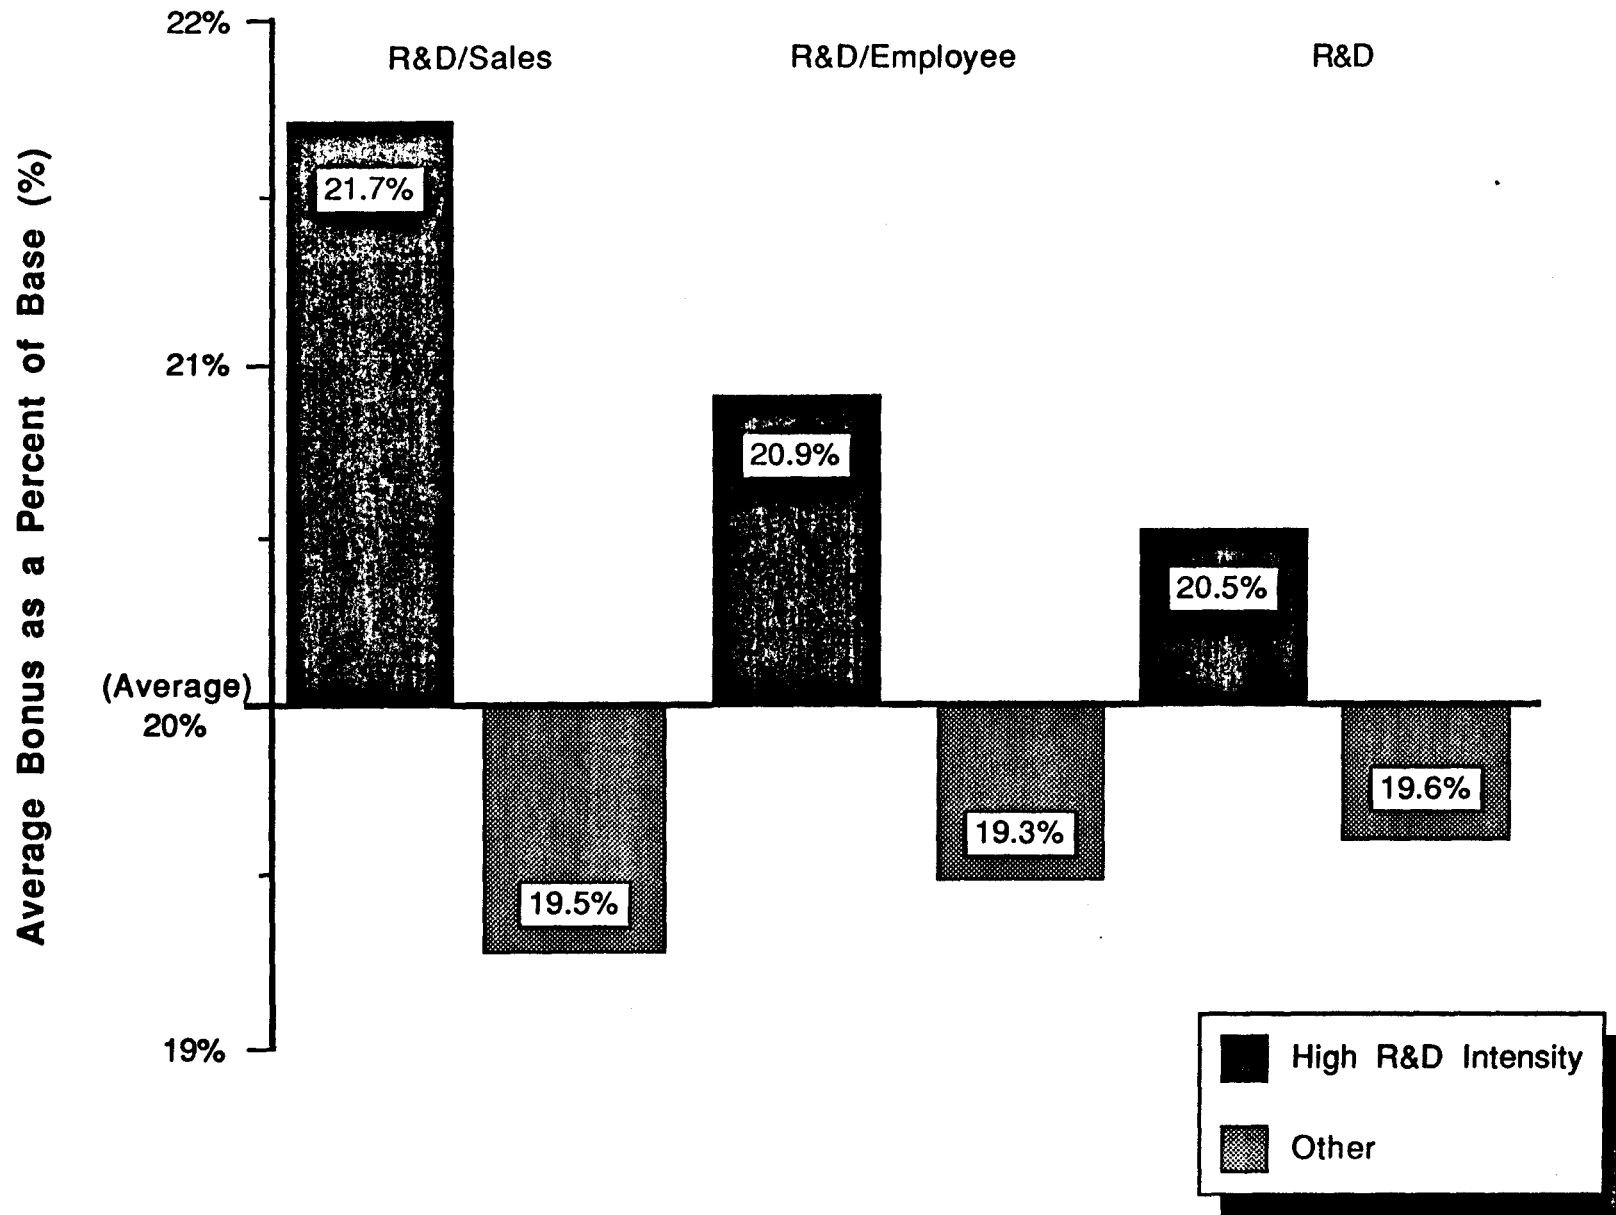 Average Bonus as a Percent of Base (%)
22%
R&D/Sales
R&D/Employee
R&D
21.7%
21%
20.9%
20.5%
(Average)
20%
19.6%
19.3%
19.5%
19%
High R&D Intensity
Other